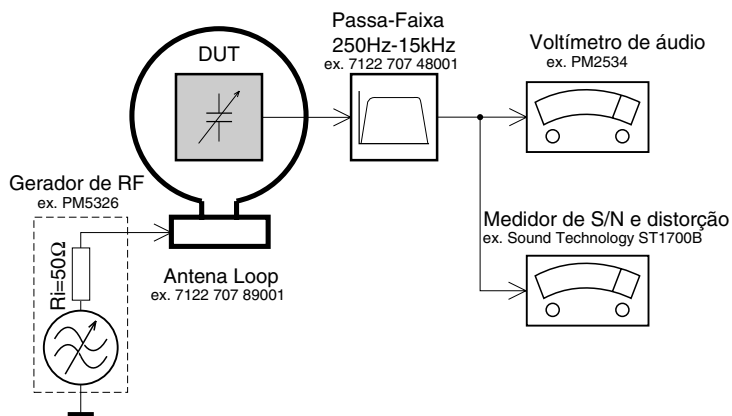 Passa-Faixa
250Hz-15kHz
ex. 7122 707 48001
DUT
Voltímetro de áudio
ex. PM2534
Gerador de RF
ex. PM5326
Ri=50Ω
Antena Loop
ex. 7122 707 89001
Medidor de S/N e distorção
ex. Sound Technology ST1700B